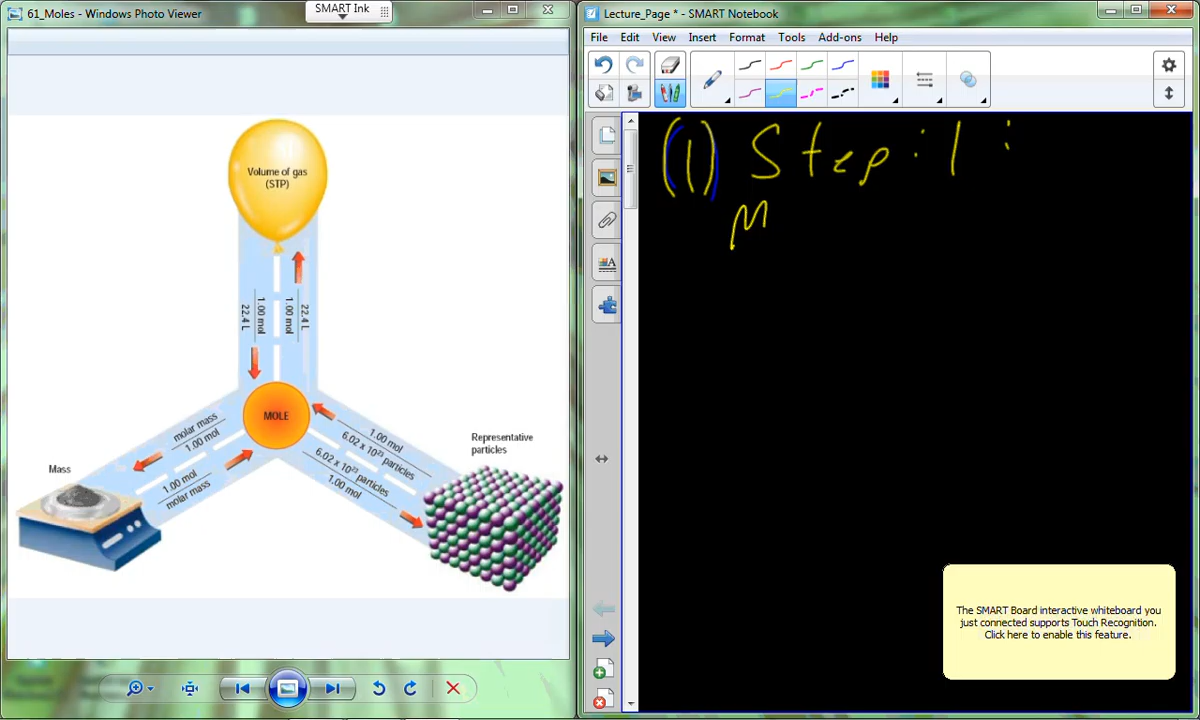 61_Moles - Windows Photo Viewer
SMART Ink
Lecture_Page * - SMART Notebook
File Edit View Insert Format Tools Add-ons Help
Volume of gas
(STP)
22.4 L
1.00 mol
1.00 mol
22.4 L
MOLE
molar mass
1.00 mol
1.00 mol
molar mass
Mass
1.00 mol
6.02 x 10²³ particles
6.02 x 10²³ particles
1.00 mol
Representative
particles
(1) Step:1 :
M
The SMART Board interactive whiteboard you
just connected supports Touch Recognition.
Click here to enable this feature.